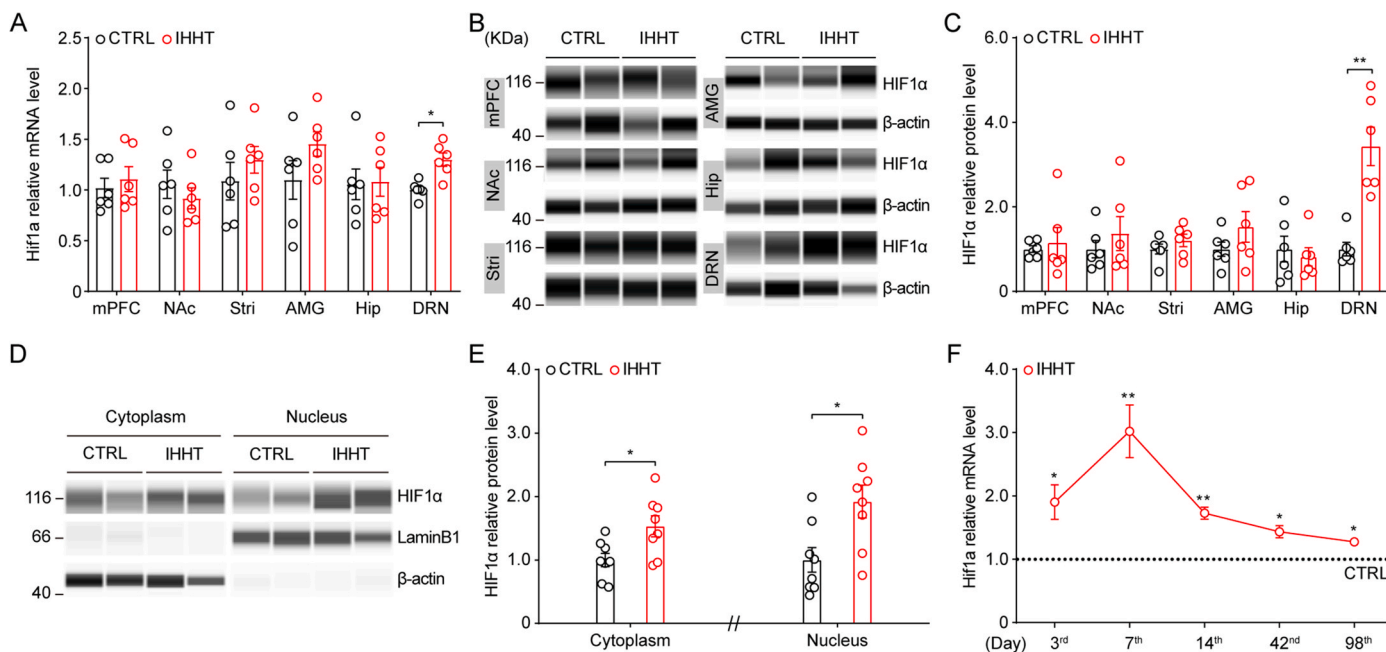 A
CTRL IHHT
Hif1a relative mRNA level
2.5
2.0
1.5
1.0
0.5
0.0
*
mPFC NAc Stri AMG Hip DRN
B
(KDa) CTRL IHHT CTRL IHHT
mPFC 116 AMG HIF1α
40 β-actin
NAc 116 Hip HIF1α
40 β-actin
Stri 116 DRN HIF1α
40 β-actin
C
CTRL IHHT
HIF1α relative protein level
6.0
4.0
2.0
0.0
**
mPFC NAc Stri AMG Hip DRN
D
Cytoplasm Nucleus
CTRL IHHT CTRL IHHT
116 HIF1α
66 LaminB1
40 β-actin
E
CTRL IHHT
HIF1α relative protein level
4.0
3.0
2.0
1.0
0.0
* *
Cytoplasm // Nucleus
F
IHHT
Hif1a relative mRNA level
4.0
3.0
2.0
1.0
0.0
* ** ** * *
CTRL
(Day) 3rd 7th 14th 42nd 98th